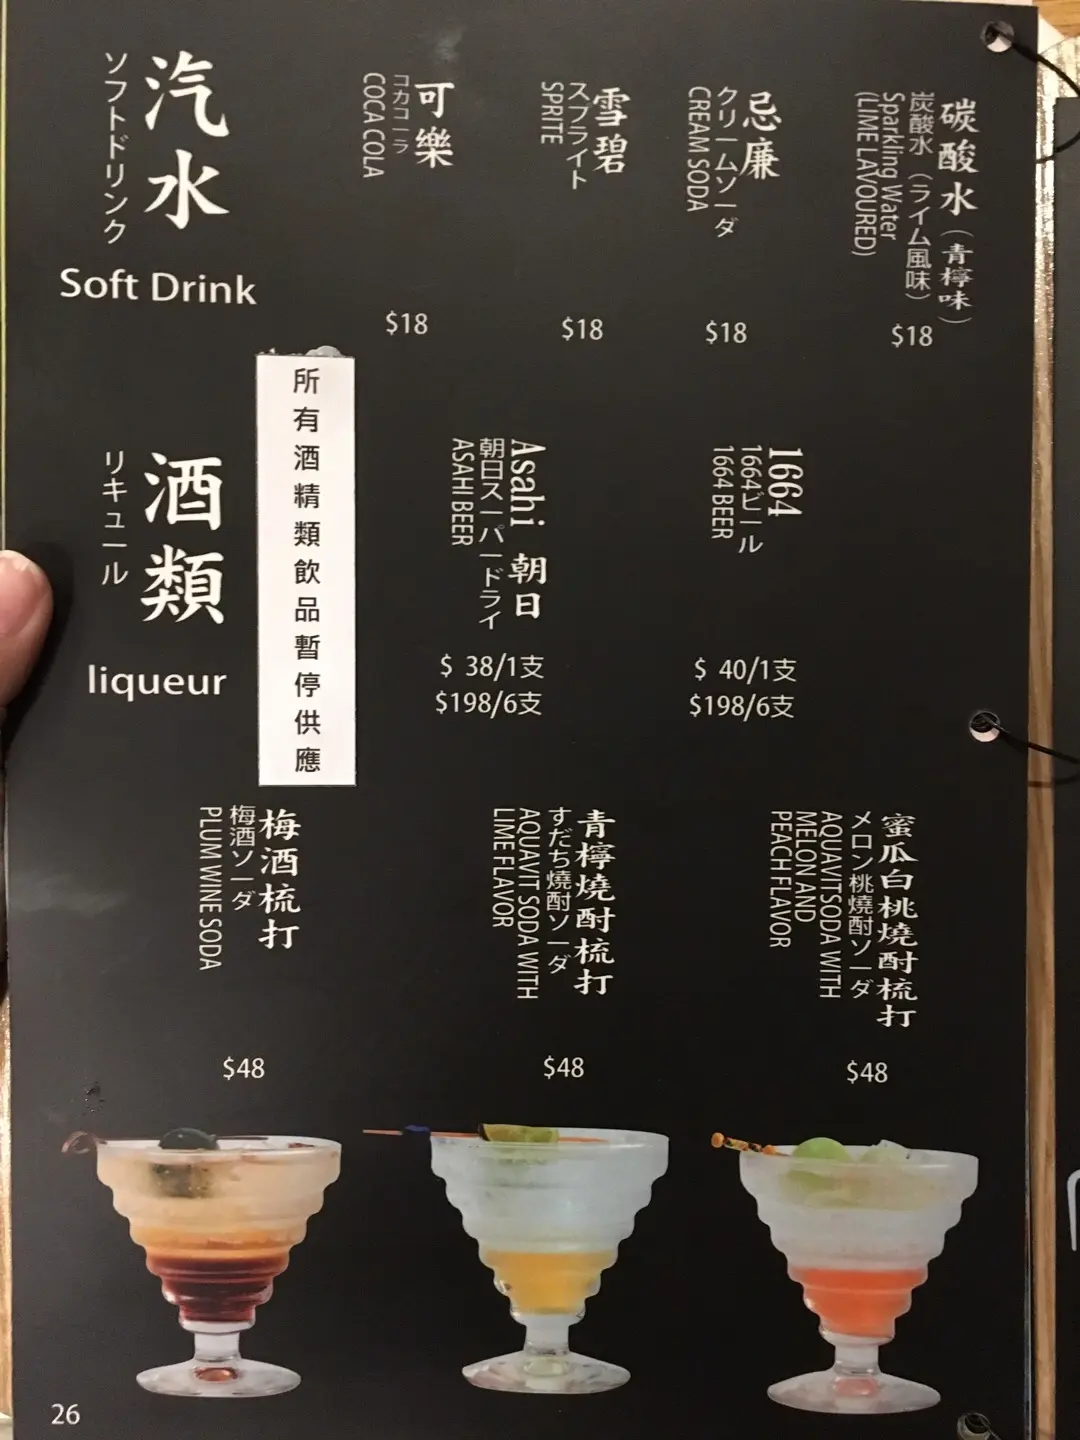 汽水
ソフトドリンク
Soft Drink
可樂
コカコーラ
COCA COLA
$18
雪碧
スプライト
SPRITE
$18
忌廉
クリームソーダ
CREAM SODA
$18
碳酸水（青檸味）
炭酸水（ライム風味）
Sparkling Water
(LIME LAVOURED)
$18
酒類
リキュール
liqueur
所有酒精類飲品暫停供應
Asahi 朝日
朝日スーパードライ
ASAHI BEER
$ 38/1支
$198/6支
1664
1664ビール
1664 BEER
$ 40/1支
$198/6支
梅酒梳打
梅酒ソーダ
PLUM WINE SODA
$48
青檸燒酎梳打
すだち燒酎ソーダ
AQUAVIT SODA WITH
LIME FLAVOR
$48
蜜瓜白桃燒酎梳打
メロン桃燒酎ソーダ
AQUAVITSODA WITH
MELON AND
PEACH FLAVOR
$48
26